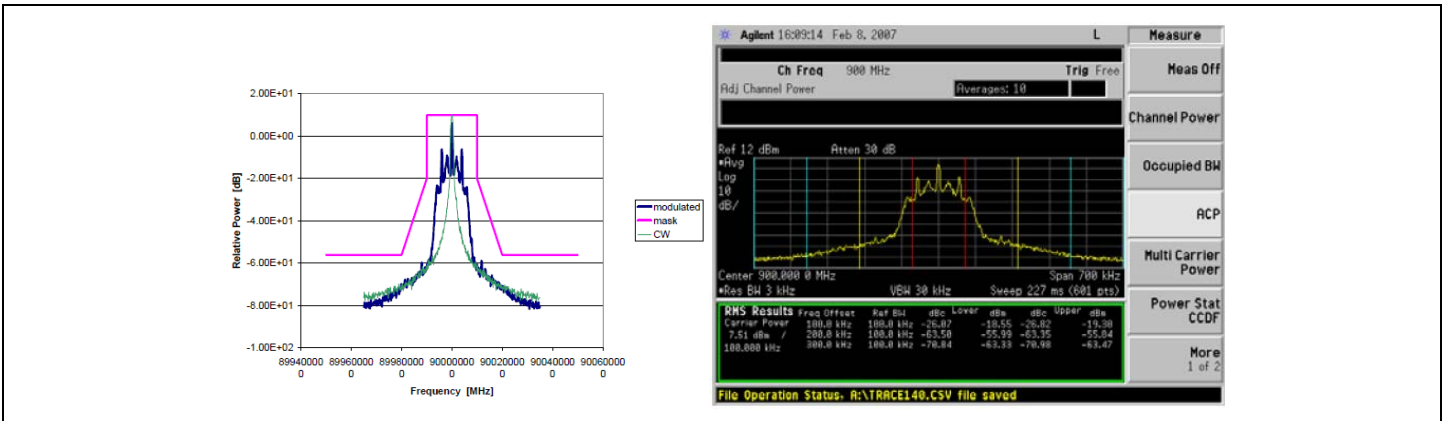 2.00E+01
0.00E+00
-2.00E+01
-4.00E+01
-6.00E+01
-8.00E+01
-1.00E+02
Relative Power [dB]
89940000 89960000 89980000 90000000 90020000 90040000 90060000
0 0 0 0 0 0 0
Frequency [MHz]
modulated
mask
CW
Agilent 16:09:14 Feb 8, 2007 L
Ch Freq 900 MHz Trig Free
Adj Channel Power Averages: 10
Ref 12 dBm Atten 30 dB
*Avg
Log
10
dB/
Center 900.000 0 MHz Span 700 kHz
*Res BW 3 kHz VBW 30 kHz Sweep 227 ms (601 pts)
RMS Results Freq Offset Ref BW dBc Lower dBm dBc Upper dBm
Carrier Power 100.0 kHz 100.0 kHz -26.07 -18.55 -26.82 -19.30
7.51 dBm / 200.0 kHz 100.0 kHz -63.50 -55.99 -63.35 -55.84
100.000 kHz 300.0 kHz 100.0 kHz -70.84 -63.33 -70.98 -63.47
File Operation Status, A:\TRACE140.CSV file saved
Measure
Meas Off
Channel Power
Occupied BW
ACP
Multi Carrier
Power
Power Stat
CCDF
More
1 of 2